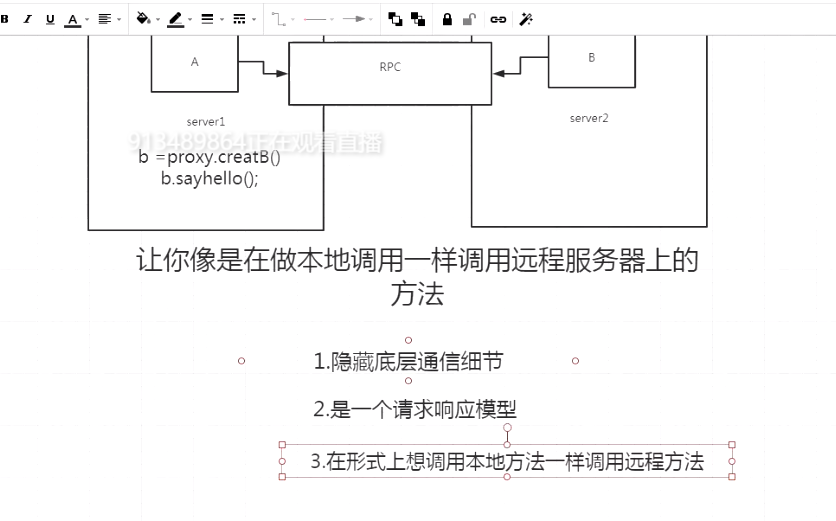 B I U A
A
RPC
B
server1
server2
913489864正在观看直播
b =proxy.creatB()
b.sayhello();
让你像是在做本地调用一样调用远程服务器上的
方法
1.隐藏底层通信细节
2.是一个请求响应模型
3.在形式上想调用本地方法一样调用远程方法